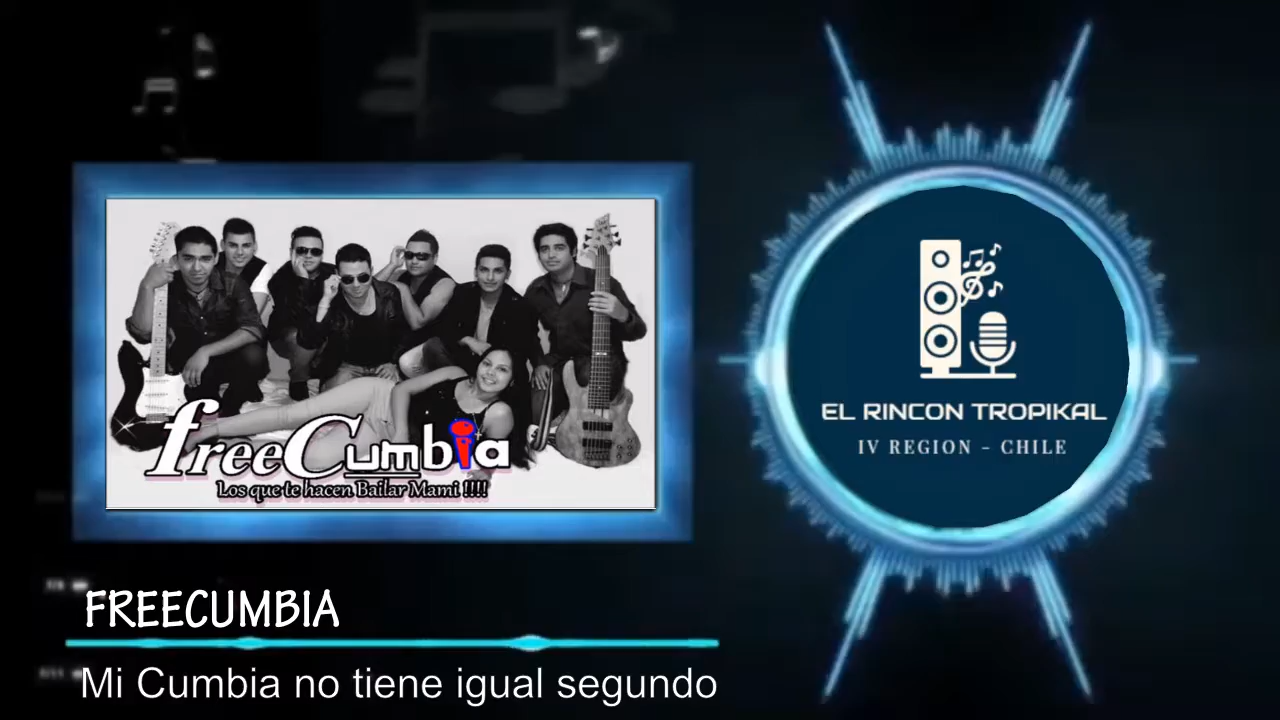 freeCumbia
Los que te hacen Bailar Mami !!!!
EL RINCON TROPIKAL
IV REGION - CHILE
FREECUMBIA
Mi Cumbia no tiene igual segundo